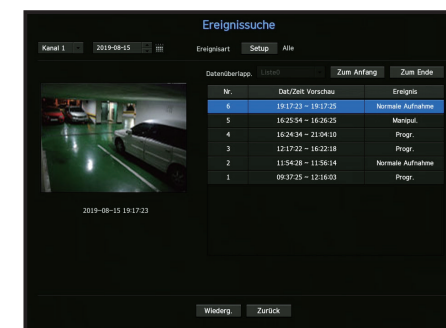 Ereignissuche
Kanal 1 2019-08-15 Ereignisart Setup Alle
Datenüberlapp. Liste0 Zum Anfang Zum Ende
Nr. Dat/Zeit Vorschau Ereignis
6 19:17:23 ~ 19:17:25 Normale Aufnahme
5 16:25:54 ~ 16:26:25 Manipul.
4 16:24:34 ~ 21:04:10 Progr.
3 12:17:22 ~ 16:22:18 Progr.
2 11:54:28 ~ 11:56:14 Normale Aufnahme
1 09:37:25 ~ 12:16:03 Progr.
2019-08-15 19:17:23
Wiederg. Zurück